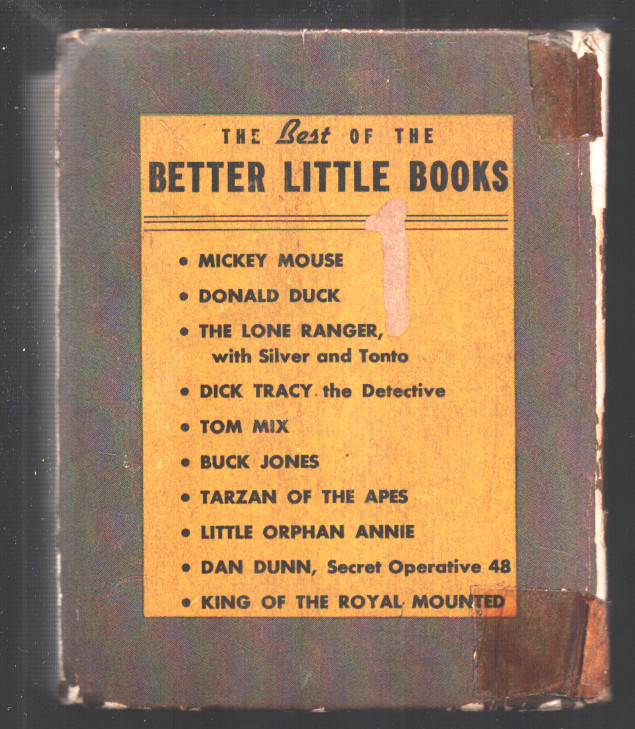 THE Best OF THE
BETTER LITTLE BOOKS
1
• MICKEY MOUSE
• DONALD DUCK
• THE LONE RANGER,
with Silver and Tonto
• DICK TRACY the Detective
• TOM MIX
• BUCK JONES
• TARZAN OF THE APES
• LITTLE ORPHAN ANNIE
• DAN DUNN, Secret Operative 48
• KING OF THE ROYAL MOUNTED